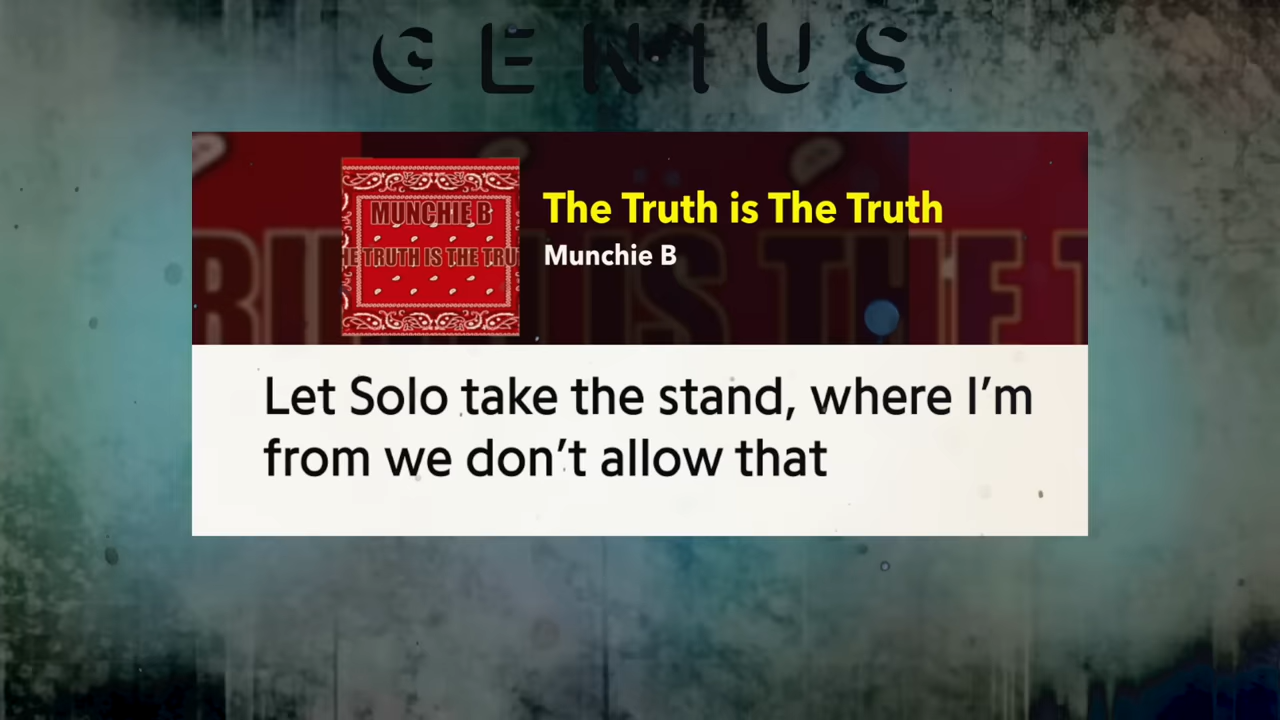 GENIUS
MUNCHIE B
HE TRUTH IS THE TRU
The Truth is The Truth
Munchie B
Let Solo take the stand, where I’m
from we don’t allow that